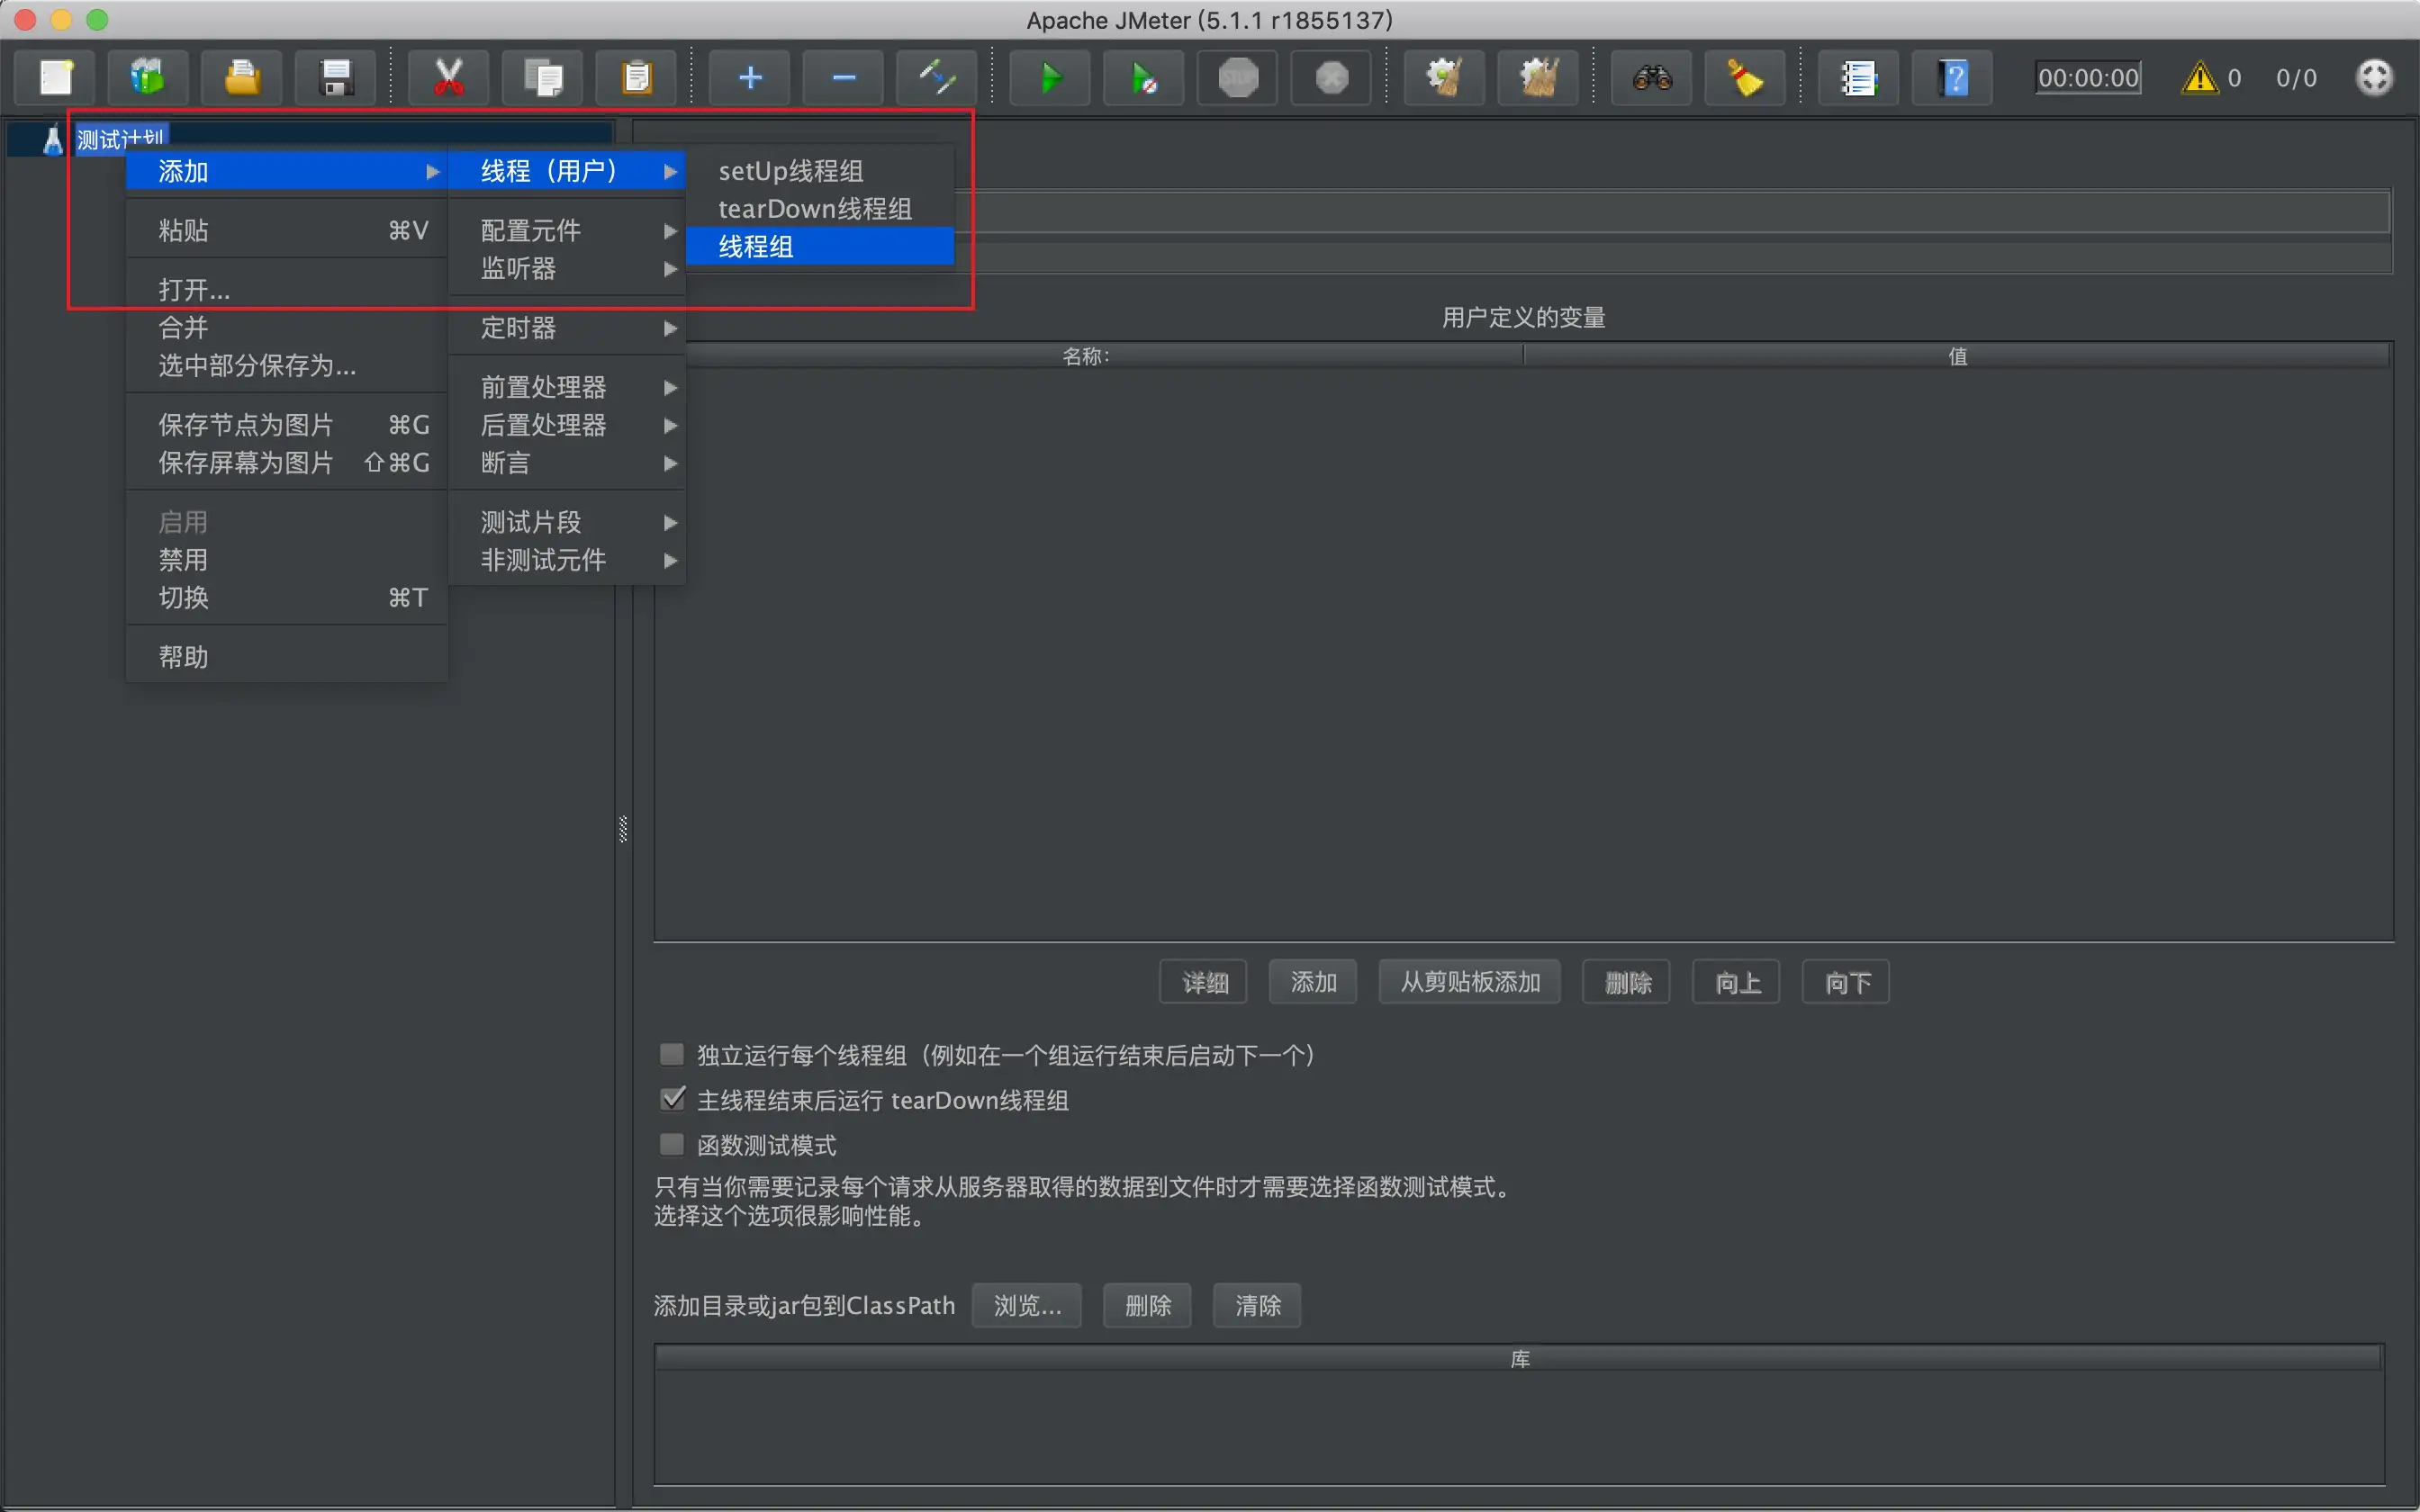 Apache JMeter (5.1.1 r1855137)
STOP
00:00:00
0
0/0
测试计划
添加
粘贴 ⌘V
打开...
合并
选中部分保存为...
保存节点为图片 ⌘G
保存屏幕为图片 ⇧⌘G
启用
禁用
切换 ⌘T
帮助
线程（用户）
配置元件
监听器
定时器
前置处理器
后置处理器
断言
测试片段
非测试元件
setUp线程组
tearDown线程组
线程组
用户定义的变量
名称: 值
详细 添加 从剪贴板添加 删除 向上 向下
独立运行每个线程组（例如在一个组运行结束后启动下一个）
主线程结束后运行 tearDown线程组
函数测试模式
只有当你需要记录每个请求从服务器取得的数据到文件时才需要选择函数测试模式。
选择这个选项很影响性能。
添加目录或jar包到ClassPath 浏览... 删除 清除
库